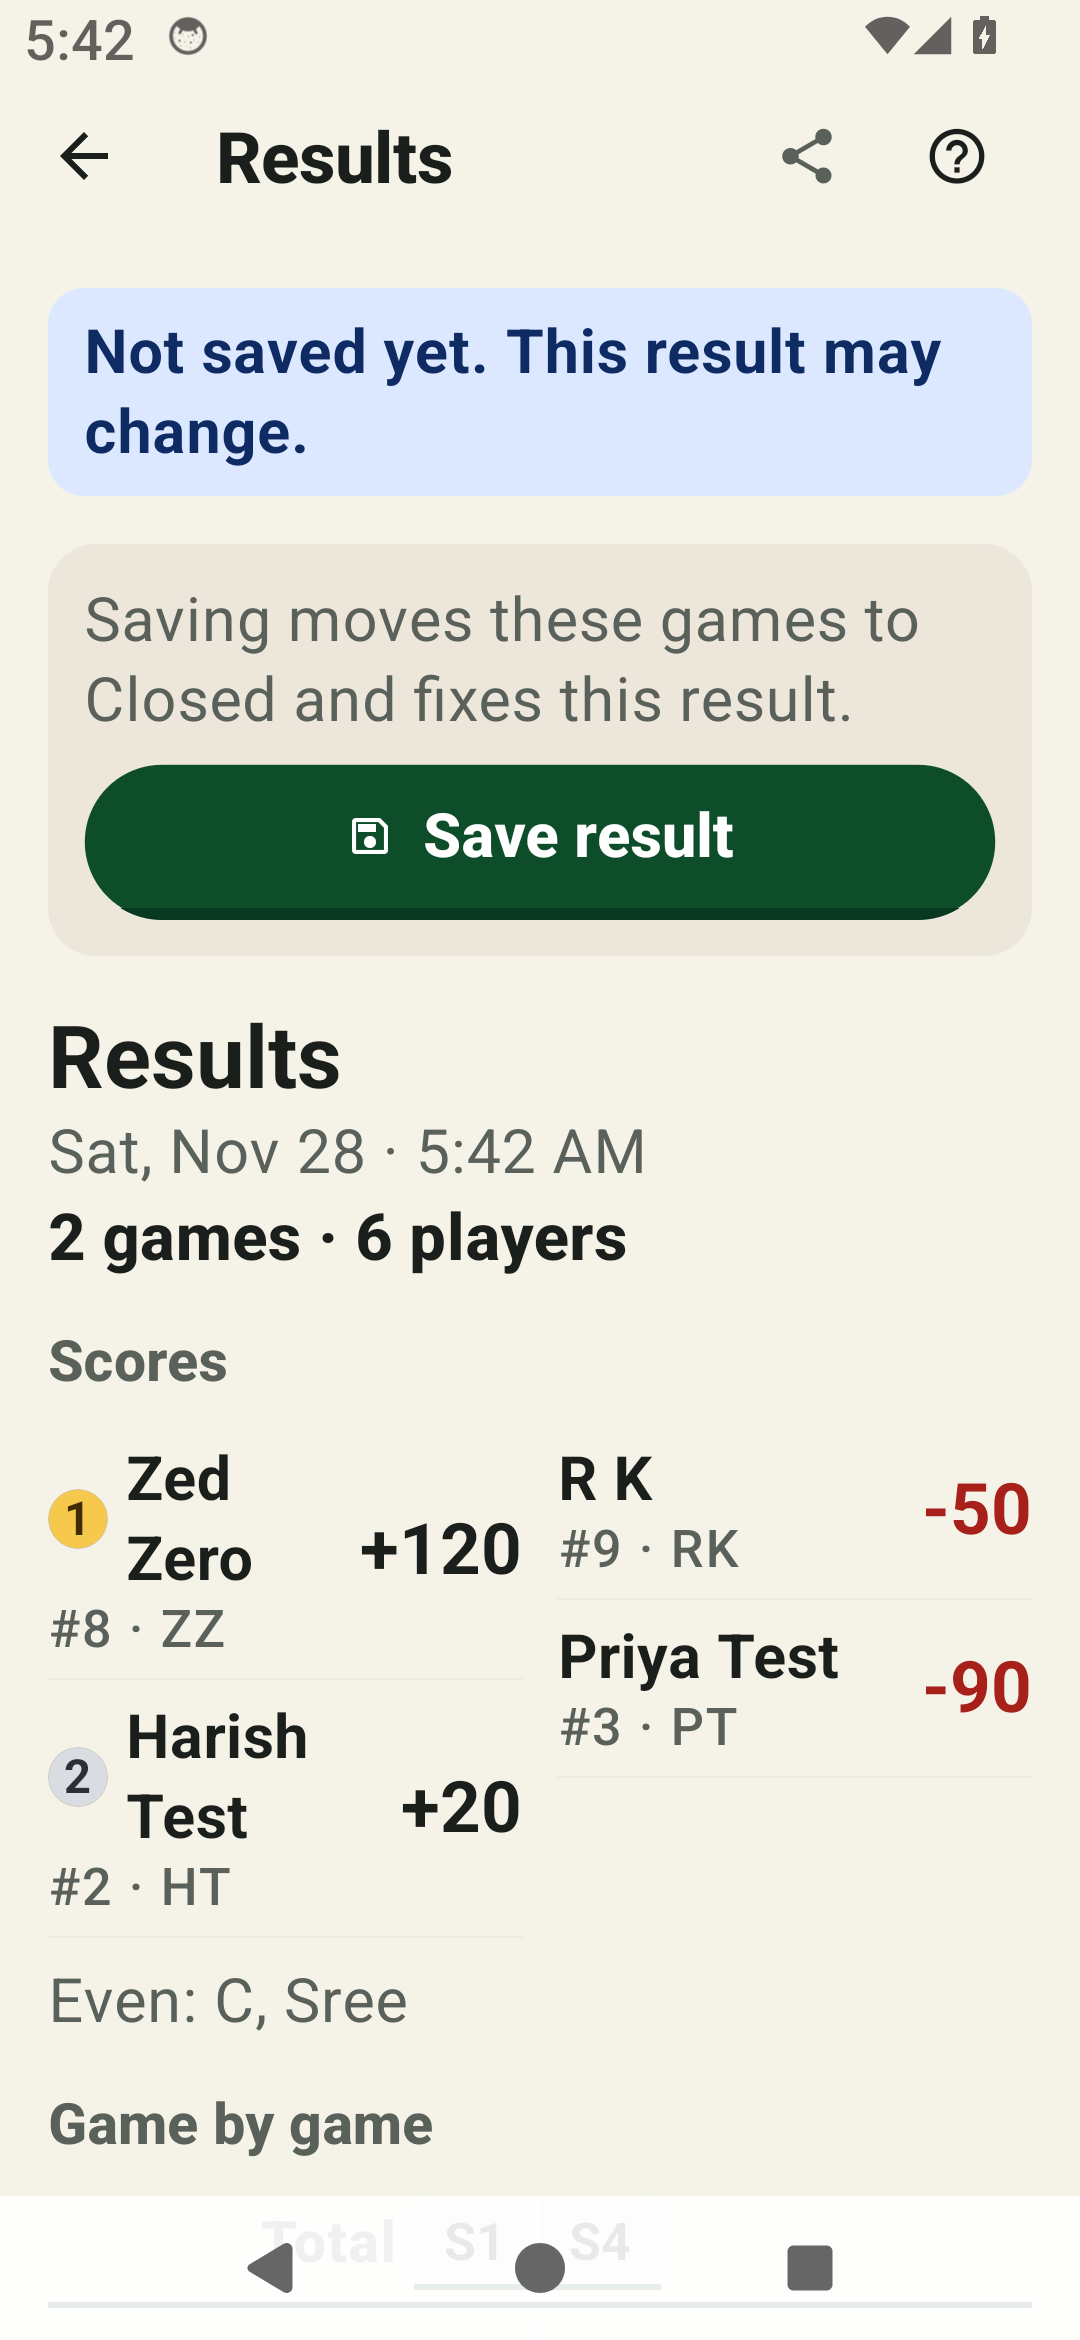 5:42
Results
Not saved yet. This result may
change.
Saving moves these games to
Closed and fixes this result.
Save result
Results
Sat, Nov 28 · 5:42 AM
2 games · 6 players
Scores
1 Zed
Zero +120
#8 · ZZ
2 Harish
Test +20
#2 · HT
R K -50
#9 · RK
Priya Test -90
#3 · PT
Even: C, Sree
Game by game
Total S1 S4